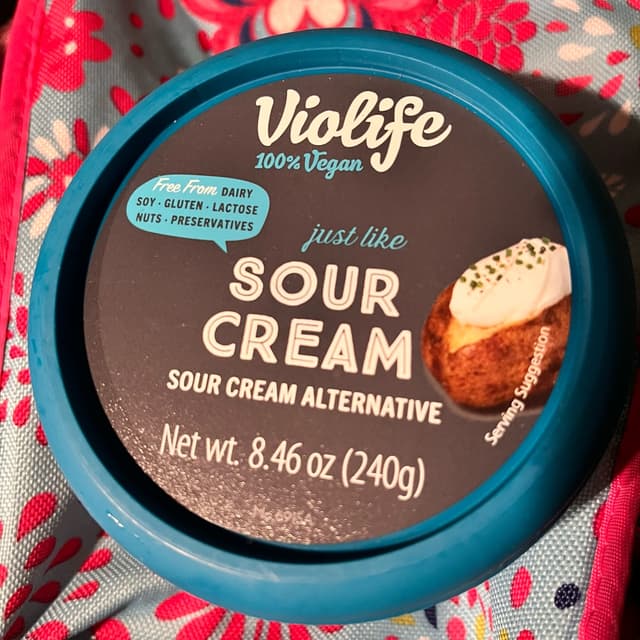 Violife
100% Vegan
Free From DAIRY
SOY · GLUTEN · LACTOSE
NUTS · PRESERVATIVES
just like
SOUR
CREAM
SOUR CREAM ALTERNATIVE
Net wt. 8.46 oz (240g)
Serving Suggestion